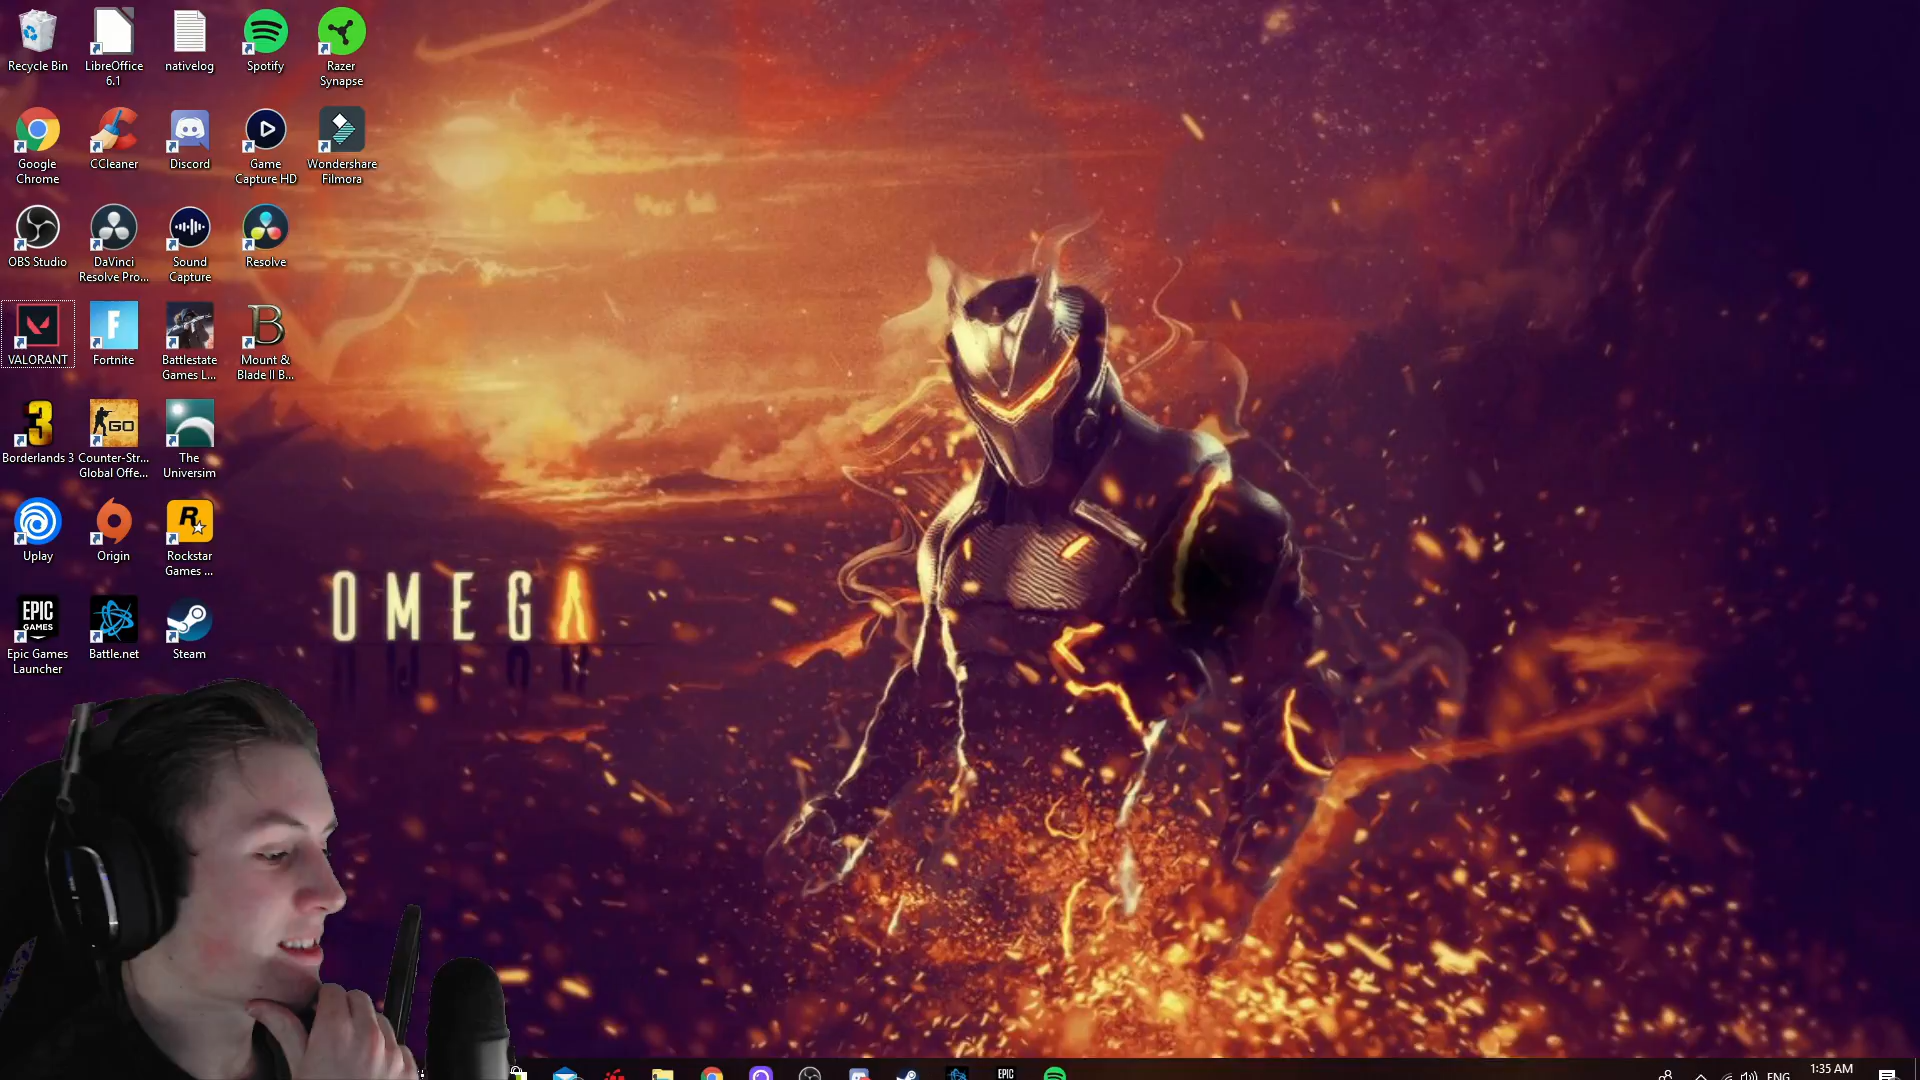 Recycle Bin
LibreOffice
6.1
nativelog
Spotify
Razer
Synapse
Google
Chrome
CCleaner
Discord
Game
Capture HD
Wondershare
Filmora
OBS Studio
DaVinci
Resolve Pro...
Sound
Capture
Resolve
VALORANT
F
Fortnite
Battlestate
Games L...
B
Mount &
Blade II B...
3
Borderlands 3
GO
Counter-Str...
Global Offe...
The
Universim
Uplay
Origin
R
Rockstar
Games ...
EPIC
GAMES
Epic Games
Launcher
Battle.net
Steam
OMEGA
EPIC
ENG
1:35 AM